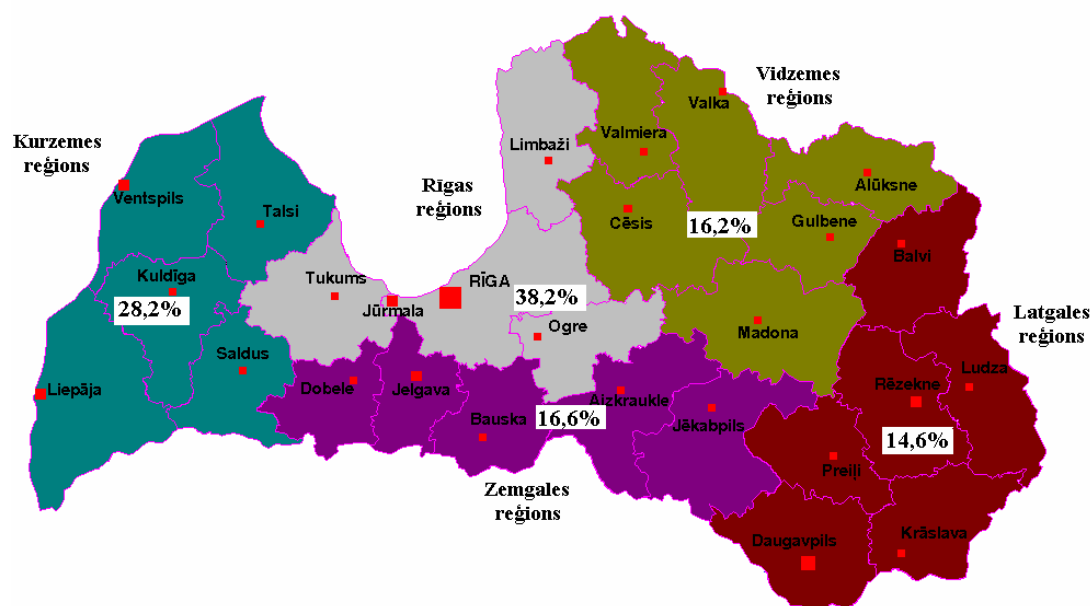 Vidzemes
reģions
Valka
Kurzemes
reģions
Limbaži
Valmiera
Alūksne
Ventspils
Rīgas
reģions
Talsi
Cēsis
16,2%
Gulbene
Balvi
Kuldīga
28,2%
Tukums
RĪGA
38,2%
Jūrmala
Ogre
Madona
Latgales
reģions
Saldus
Liepāja
Dobele
Jelgava
Aizkraukle
Rēzekne
Ludza
Bauska
16,6%
Jēkabpils
14,6%
Preiļi
Zemgales
reģions
Daugavpils
Krāslava